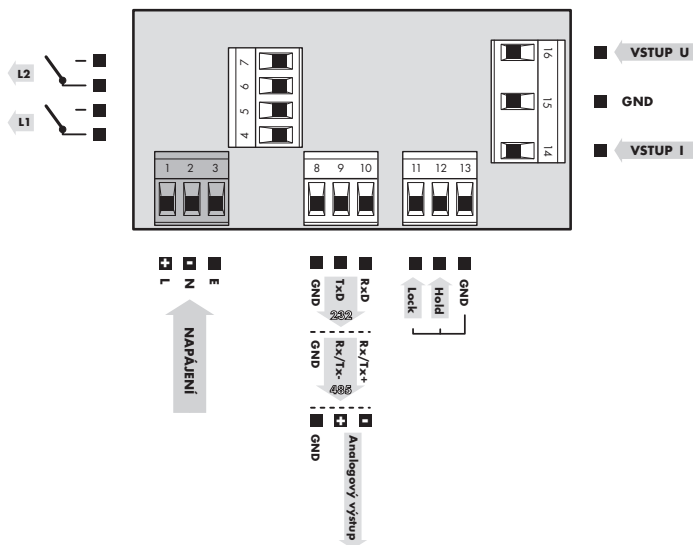 L2
L1
7
6
5
4
16
15
14
VSTUP U
GND
VSTUP I
1 2 3
8 9 10
11 12 13
+ L
- N
E
NAPÁJENÍ
GND
TxD
RxD
232
GND
Rx/Tx-
Rx/Tx+
485
GND
+
-
Analogový výstup
Lock
Hold
GND